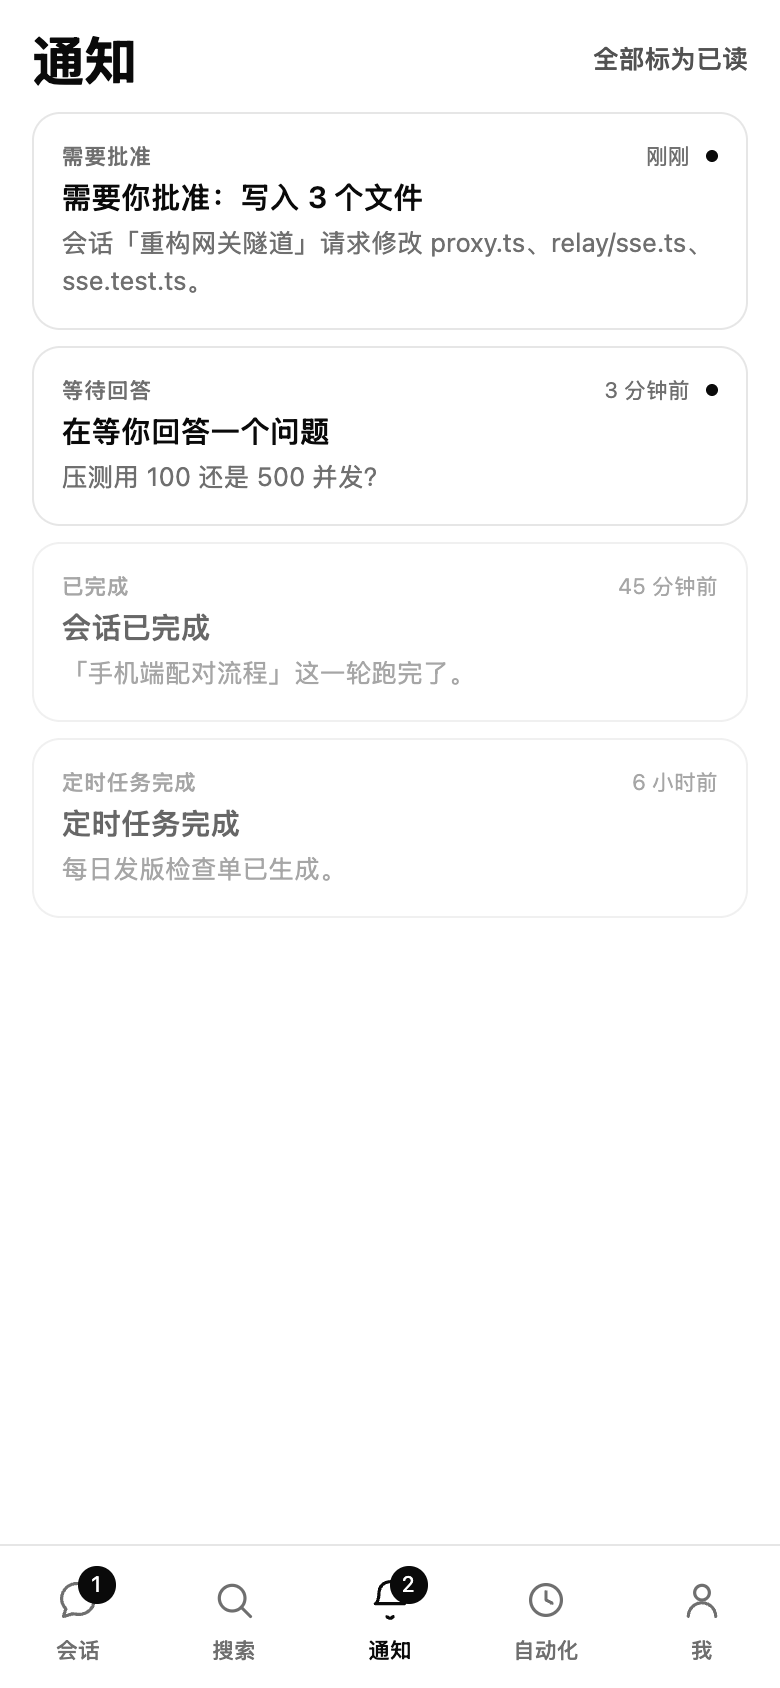 通知
全部标为已读
需要批准
刚刚
需要你批准：写入 3 个文件
会话「重构网关隧道」请求修改 proxy.ts、relay/sse.ts、
sse.test.ts。
等待回答
3 分钟前
在等你回答一个问题
压测用 100 还是 500 并发?
已完成
45 分钟前
会话已完成
「手机端配对流程」这一轮跑完了。
定时任务完成
6 小时前
定时任务完成
每日发版检查单已生成。
1
2
会话
搜索
通知
自动化
我